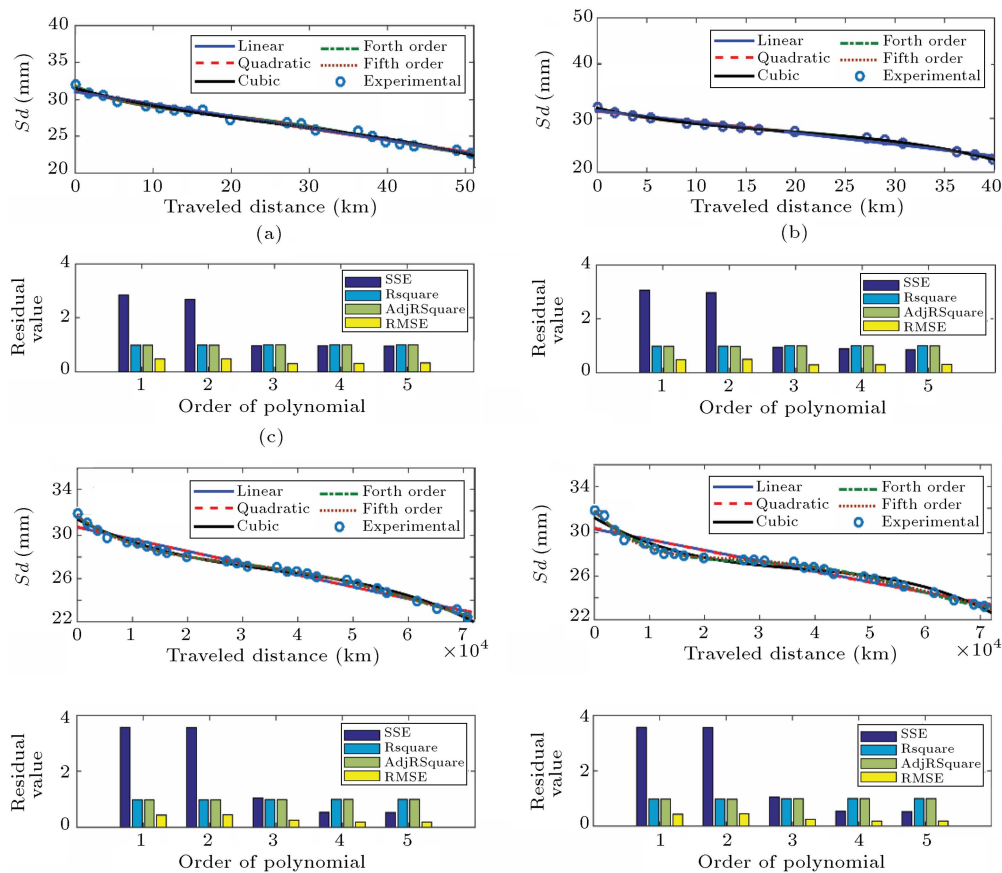 40
35
30
25
20
Sd (mm)
Linear
Quadratic
Cubic
Forth order
Fifth order
Experimental
0
10
20
30
40
50
Traveled distance (km)
(a)
50
40
30
20
40
Sd (mm)
Linear
Quadratic
Cubic
Forth order
Fifth order
Experimental
0
5
10
15
20
25
30
35
40
Traveled distance (km)
(b)
4
2
0
Residual
value
SSE
Rsquare
AdjRSquare
RMSE
1
2
3
4
5
Order of polynomial
(c)
4
2
0
Residual
value
SSE
Rsquare
AdjRSquare
RMSE
1
2
3
4
5
Order of polynomial
34
30
26
22
Sd (mm)
Linear
Quadratic
Cubic
Forth order
Fifth order
Experimental
0
1
2
3
4
5
6
7
Traveled distance (km)
×10⁴
34
30
26
22
Sd (mm)
Linear
Quadratic
Cubic
Forth order
Fifth order
Experimental
0
1
2
3
4
5
6
7
Traveled distance (km)
×10⁴
4
2
0
Residual
value
SSE
Rsquare
AdjRSquare
RMSE
1
2
3
4
5
Order of polynomial
4
2
0
Residual
value
SSE
Rsquare
AdjRSquare
RMSE
1
2
3
4
5
Order of polynomial